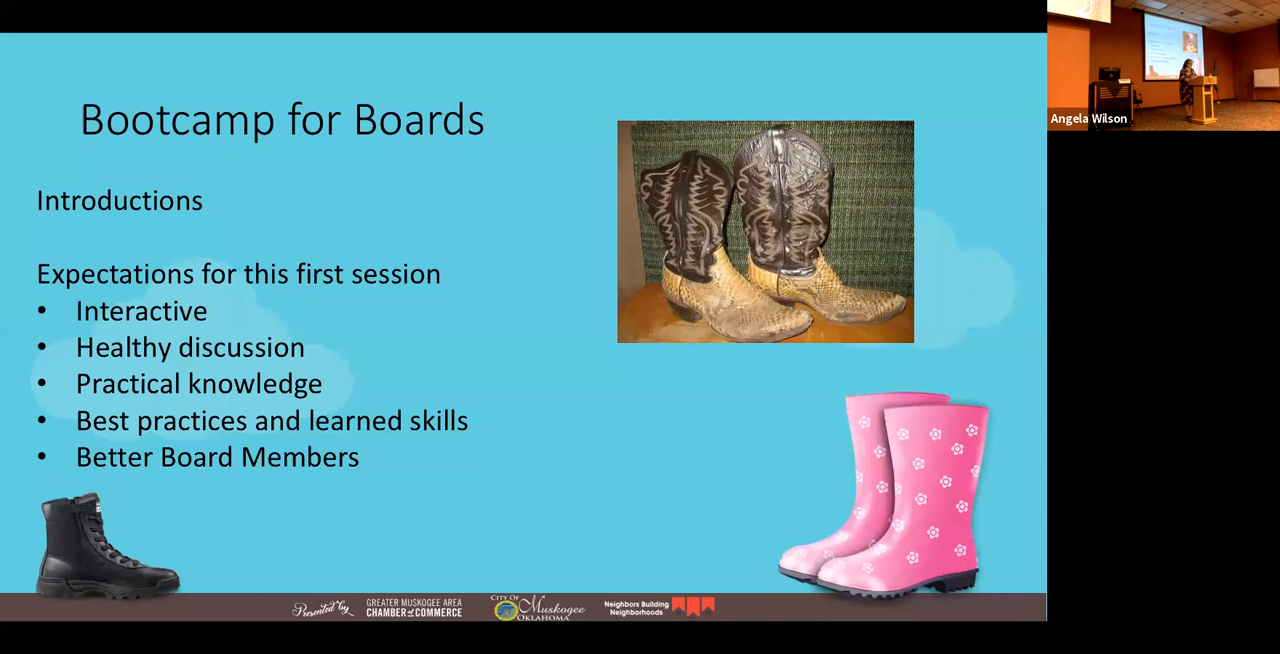 Bootcamp for Boards
Introductions
Expectations for this first session
• Interactive
• Healthy discussion
• Practical knowledge
• Best practices and learned skills
• Better Board Members
Presented by
GREATER MUSKOGEE AREA
CHAMBER of COMMERCE
CITY OF
Muskogee
OKLAHOMA
Neighbors Building
Neighborhoods
Angela Wilson